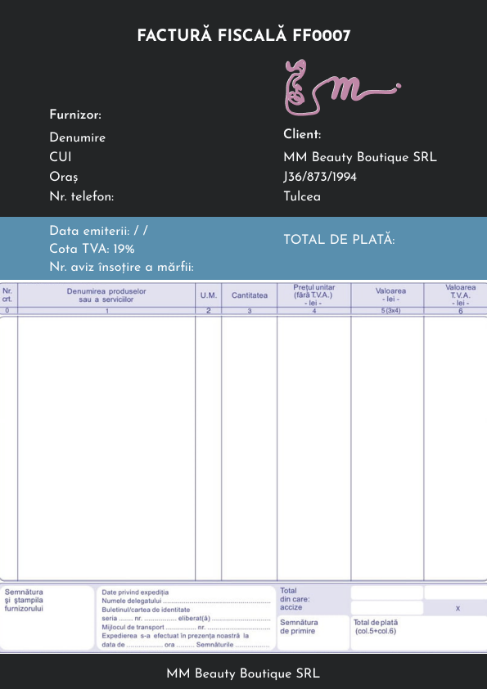 FACTURĂ FISCALĂ FF0007
m
Furnizor:
Denumire
CUI
Oraș
Nr. telefon:
Client:
MM Beauty Boutique SRL
J36/873/1994
Tulcea
Data emiterii: / /
Cota TVA: 19%
Nr. aviz însoțire a mărfii:
TOTAL DE PLATĂ:
Nr. crt.
Denumirea produselor
sau a serviciilor
U.M.
Cantitatea
Prețul unitar
(fără T.V.A.)
- lei -
Valoarea
- lei -
Valoarea
T.V.A.
- lei -
0 1 2 3 4 5(3x4) 6
Semnătura
și ștampila
furnizorului
Date privind expediția
Numele delegatului ..............................................
Buletinul/cartea de identitate
seria ....... nr. .............. eliberat(ă) .........................
Mijlocul de transport ............. nr. ...........................
Expedierea s-a efectuat în prezența noastră la
data de ................ ora ........ Semnăturile ...............
Total
din care:
accize
X
Semnătura
de primire
Total de plată
(col.5+col.6)
MM Beauty Boutique SRL